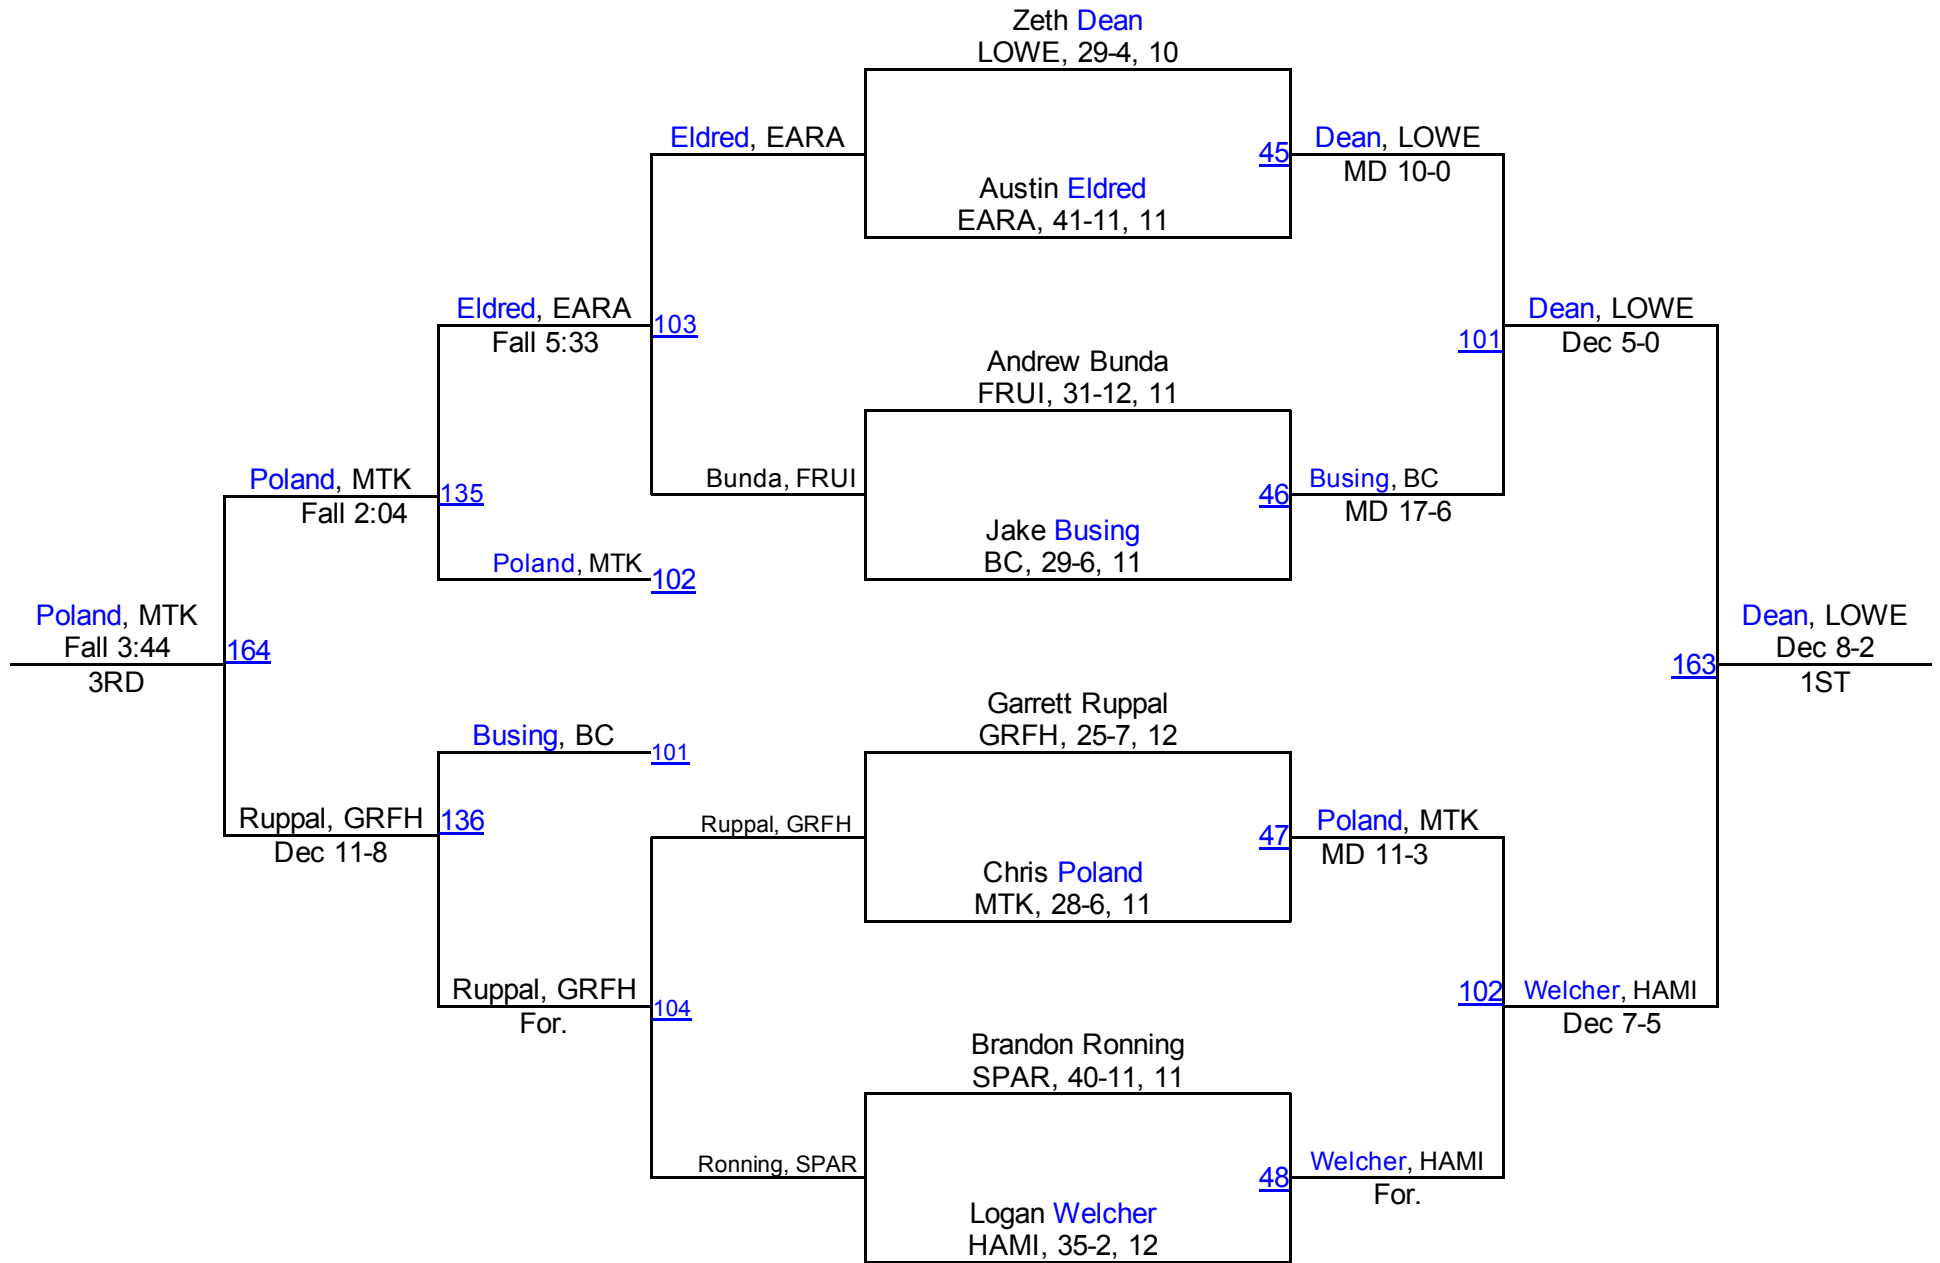 Zeth Dean
LOWE, 29-4, 10
Eldred, EARA
45
Dean, LOWE
MD 10-0
Austin Eldred
EARA, 41-11, 11
Eldred, EARA
Fall 5:33
103
Dean, LOWE
Dec 5-0
101
Andrew Bunda
FRUI, 31-12, 11
Poland, MTK
Fall 2:04
135
Bunda, FRUI
46
Busing, BC
MD 17-6
Jake Busing
BC, 29-6, 11
Poland, MTK
102
Poland, MTK
Fall 3:44
3RD
164
163
Dean, LOWE
Dec 8-2
1ST
Garrett Ruppal
GRFH, 25-7, 12
Busing, BC
101
Ruppal, GRFH
Dec 11-8
136
Ruppal, GRFH
47
Poland, MTK
MD 11-3
Chris Poland
MTK, 28-6, 11
Ruppal, GRFH
For.
104
102
Welcher, HAMI
Dec 7-5
Brandon Ronning
SPAR, 40-11, 11
Ronning, SPAR
48
Welcher, HAMI
For.
Logan Welcher
HAMI, 35-2, 12